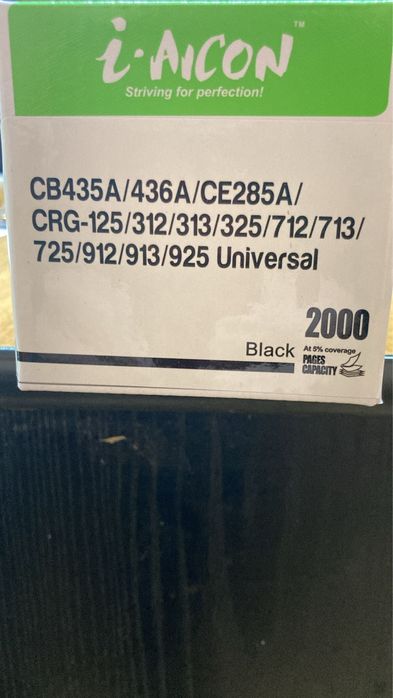 i-AICON™
Striving for perfection!
CB435A/436A/CE285A/
CRG-125/312/313/325/712/713/
725/912/913/925 Universal
2000
Black At 5% coverage
PAGES
CAPACITY